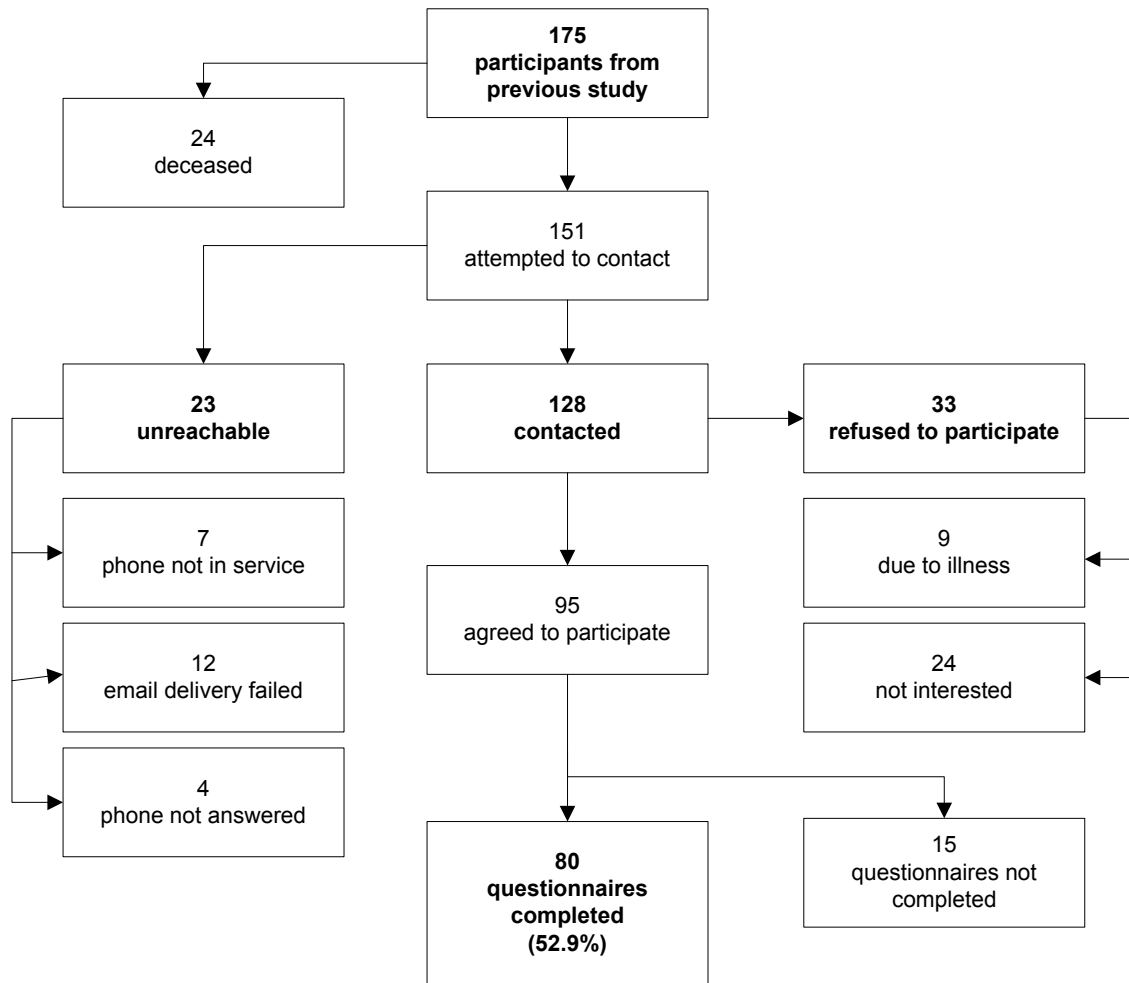 175
participants from
previous study
24
deceased
151
attempted to contact
23
unreachable
128
contacted
33
refused to participate
7
phone not in service
9
due to illness
95
agreed to participate
12
email delivery failed
24
not interested
4
phone not answered
80
questionnaires
completed
(52.9%)
15
questionnaires not
completed